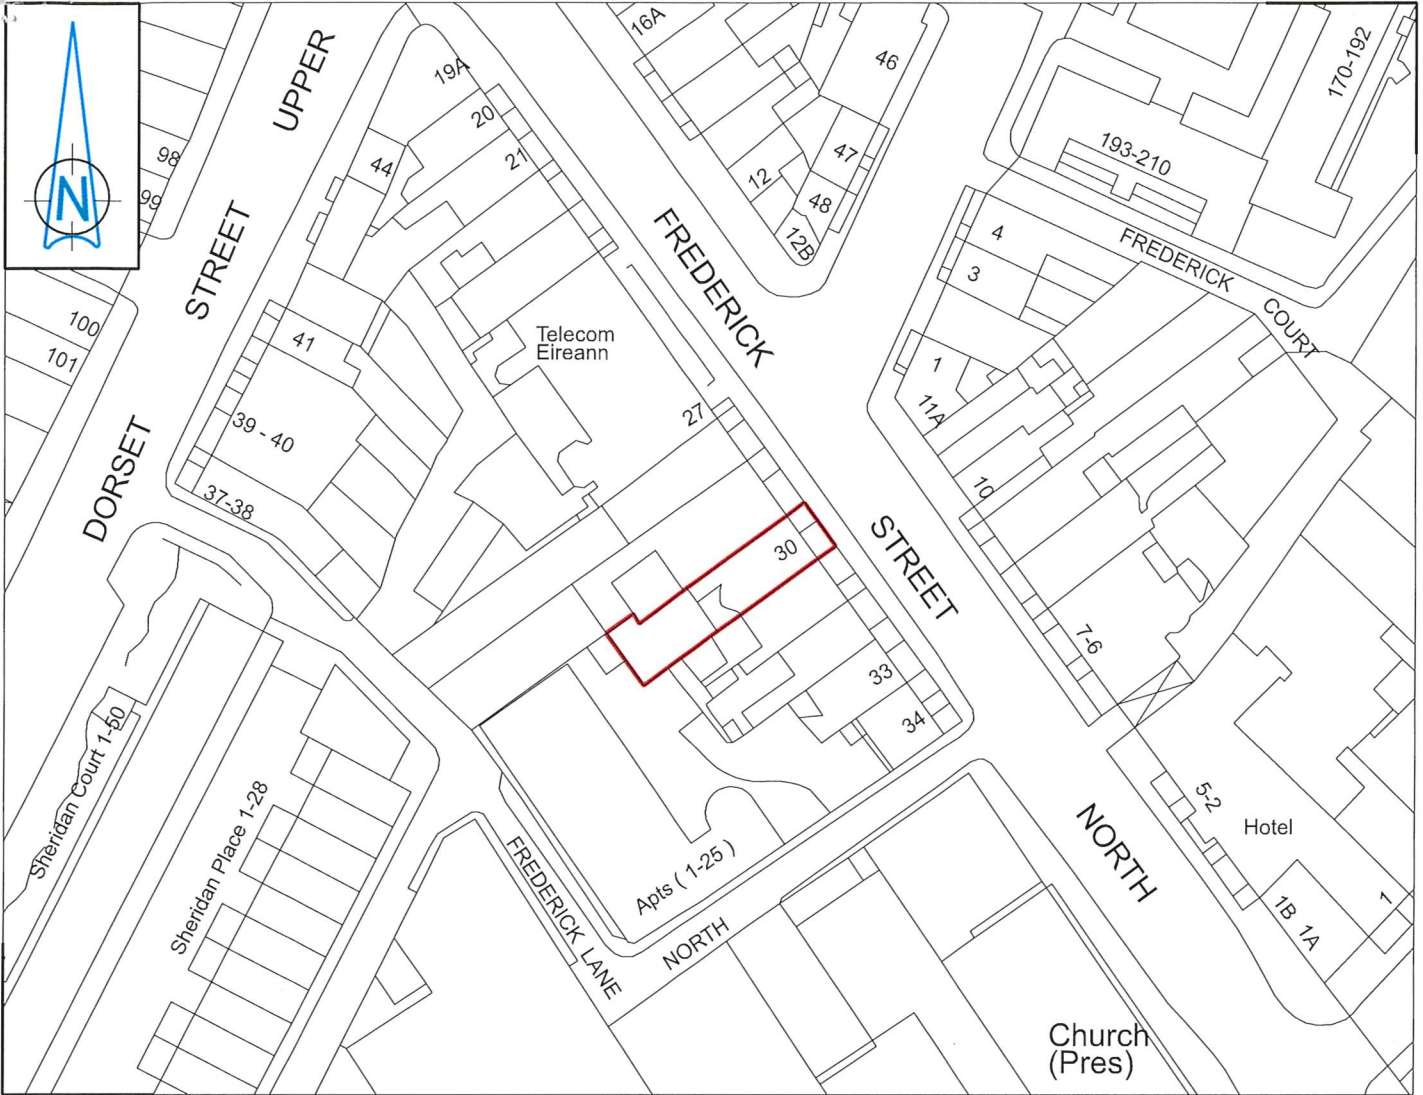 N
UPPER
STREET
DORSET
98
99
100
101
19A
20
21
44
41
39 - 40
37-38
16A
46
47
12
48
12B
170-192
193-210
4
3
1
11A
10
7-6
FREDERICK
COURT
FREDERICK
STREET
NORTH
Telecom
Eireann
27
30
33
34
5-2
Hotel
1B
1A
1
Sheridan Court 1-50
Sheridan Place 1-28
FREDERICK LANE
NORTH
Apts ( 1-25 )
Church
(Pres)